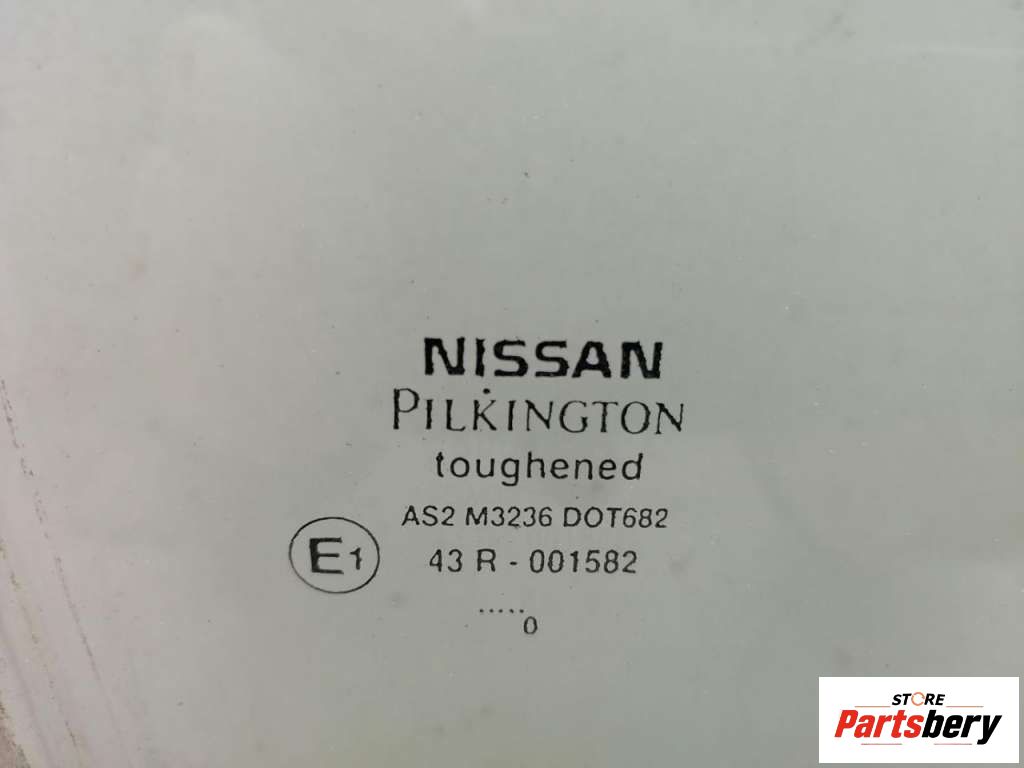 NISSAN
PILKINGTON
toughened
AS2 M3236 DOT682
E1 43 R - 001582
.....
0
STORE
Partsbery